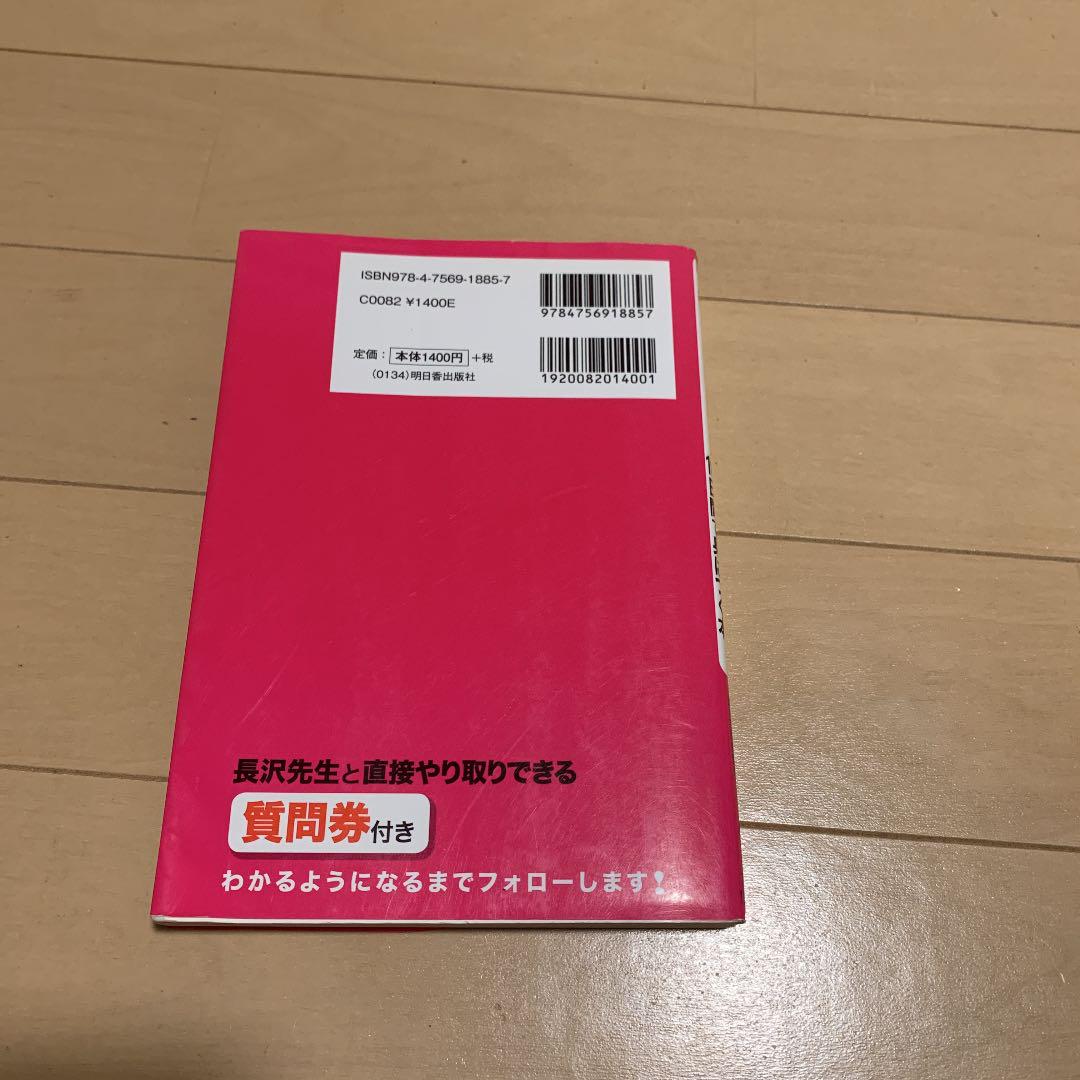 ISBN978-4-7569-1885-7
C0082 ¥1400E
定価： 本体1400円 +税
(0134)明日香出版社
9784756918857
1920082014001
長沢先生と直接やり取りできる
質問券付き
わかるようになるまでフォローします！